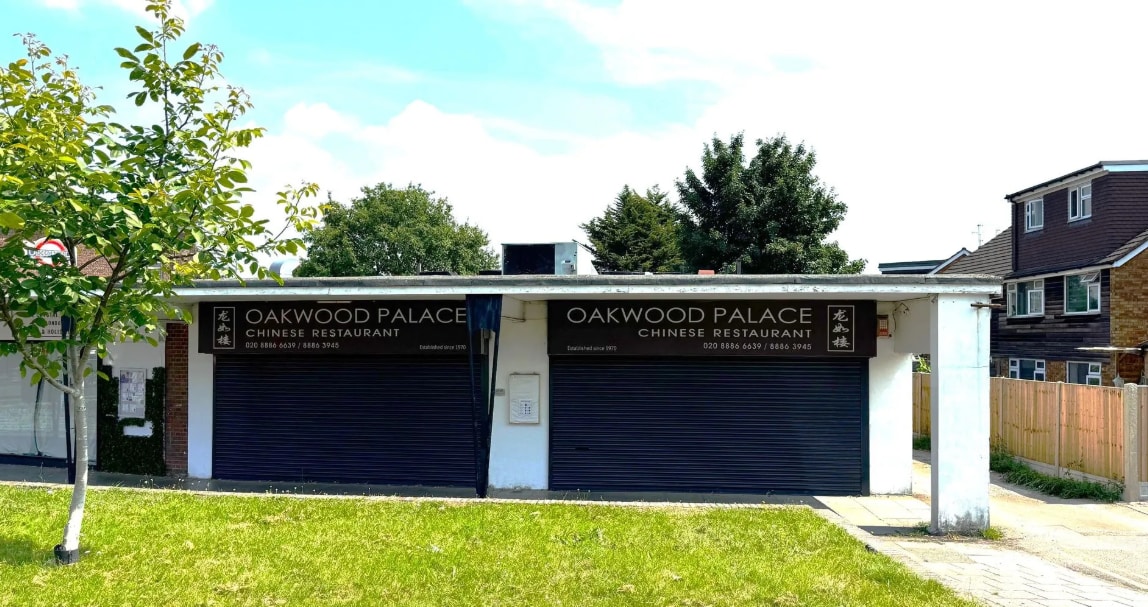 龙如楼
OAKWOOD PALACE
CHINESE RESTAURANT
020 8886 6639 / 8886 3945
Established since 1970
OAKWOOD PALACE
CHINESE RESTAURANT
Established since 1970
020 8886 6639 / 8886 3945
龙如楼